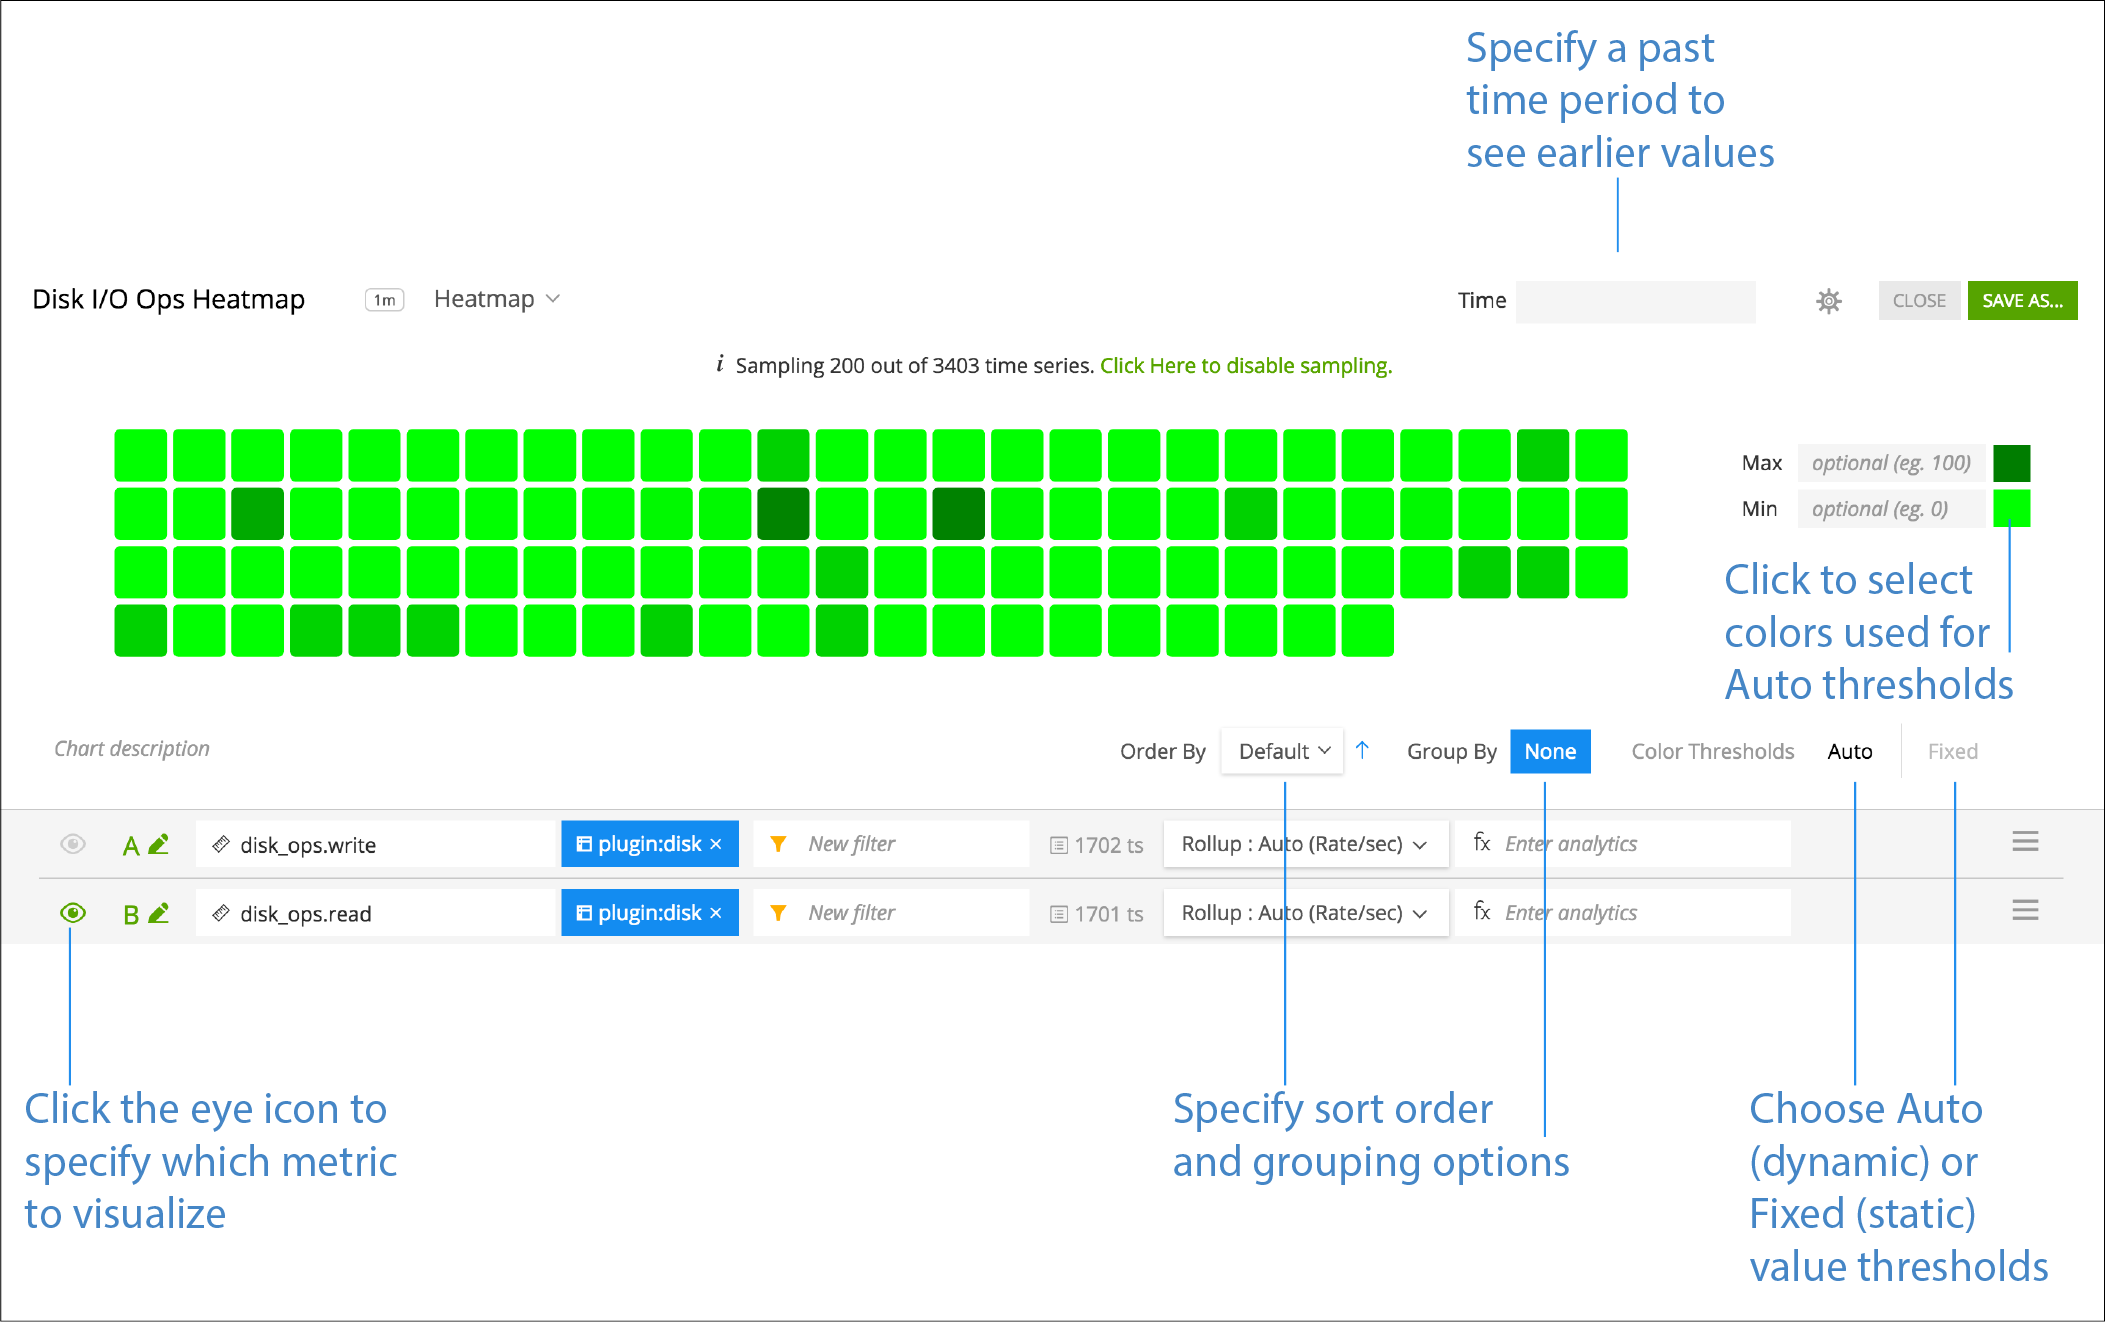 Specify a past
time period to
see earlier values
Disk I/O Ops Heatmap 1m Heatmap Time CLOSE SAVE AS...
i Sampling 200 out of 3403 time series. Click Here to disable sampling.
Max optional (eg. 100)
Min optional (eg. 0)
Click to select
colors used for
Auto thresholds
Chart description Order By Default Group By None Color Thresholds Auto Fixed
A disk_ops.write plugin:disk × New filter 1702 ts Rollup : Auto (Rate/sec) fx Enter analytics
B disk_ops.read plugin:disk × New filter 1701 ts Rollup : Auto (Rate/sec) fx Enter analytics
Click the eye icon to
specify which metric
to visualize
Specify sort order
and grouping options
Choose Auto
(dynamic) or
Fixed (static)
value thresholds